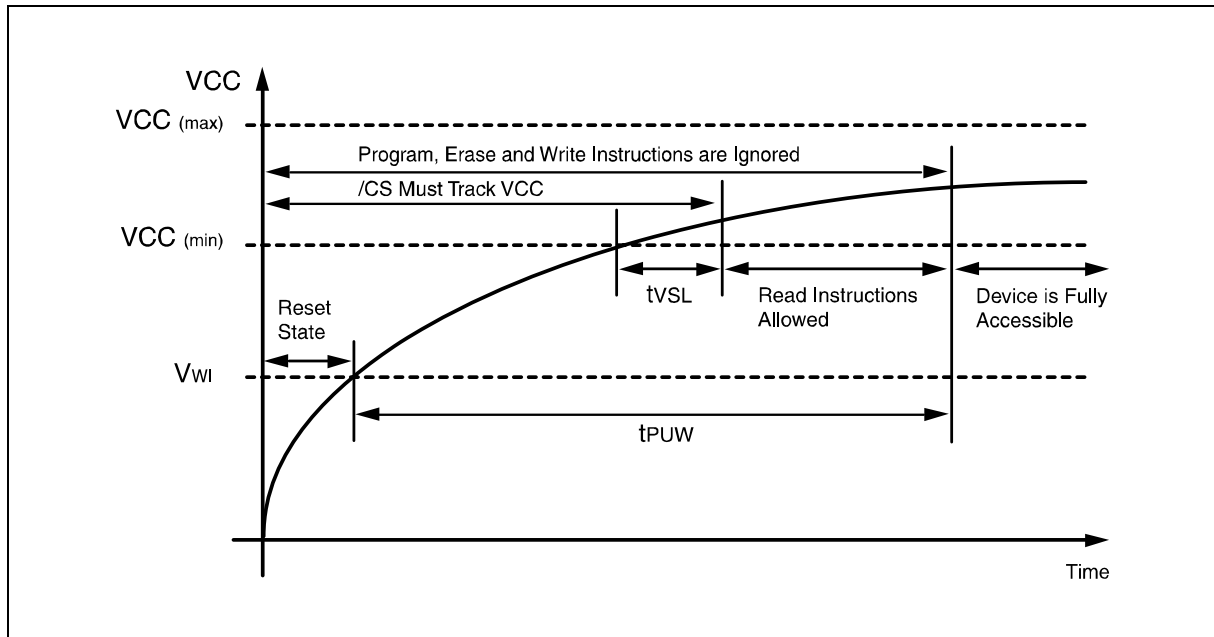 VCC
VCC (max)
Program, Erase and Write Instructions are Ignored
/CS Must Track VCC
VCC (min)
tVSL
Read Instructions
Allowed
Device is Fully
Accessible
Reset
State
VWI
tPUW
Time